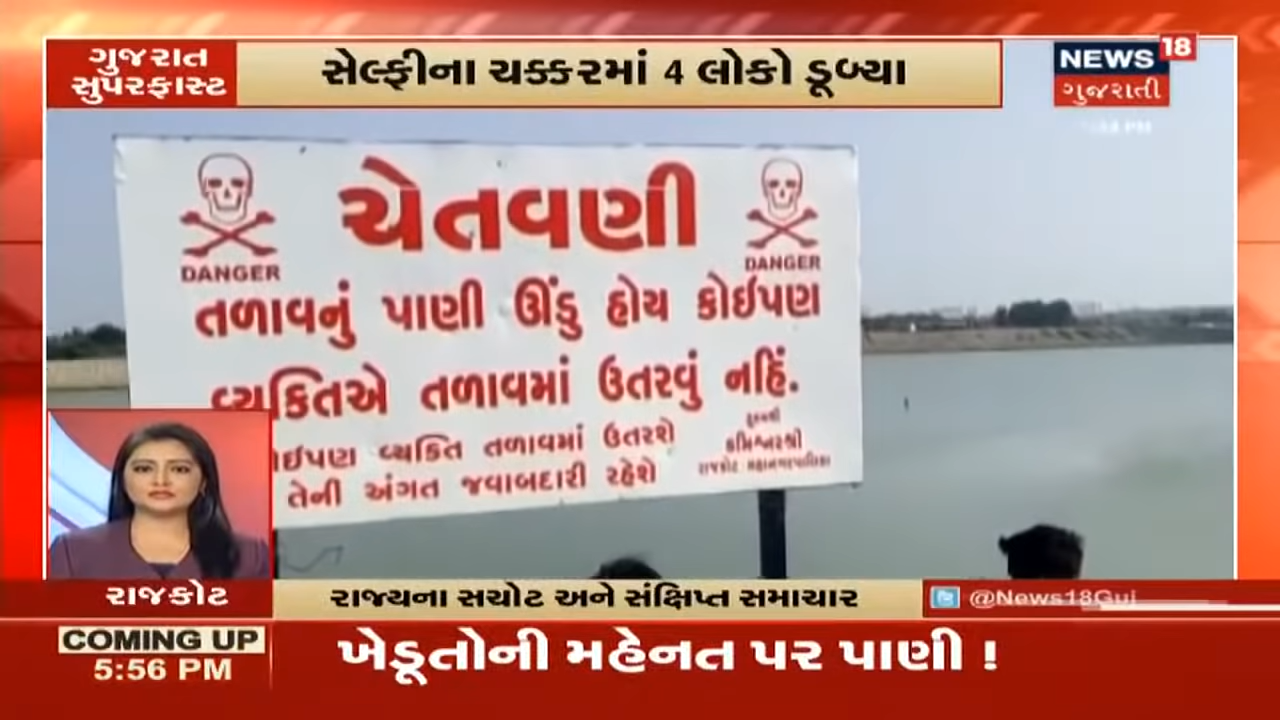 ગુજરાત
સુપરફાસ્ટ
સેલ્ફીના ચક્કરમાં 4 લોકો ડૂબ્યા
NEWS 18
ગુજરાતી
DANGER
ચેતવણી
DANGER
તળાવનું પાણી ઊંડુ હોય કોઈપણ
વ્યકિતએ તળાવમાં ઉતરવું નહિં.
ઈપણ વ્યકિત તળાવમાં ઉતરશે
તેની અંગત જવાબદારી રહેશે
કમિશ્નરશ્રી
રાજકોટ મહાનગરપાલિકા
રાજકોટ
રાજ્યના સચોટ અને સંક્ષિપ્ત સમાચાર
@News18Guj
COMING UP
5:56 PM
ખેડૂતોની મહેનત પર પાણી !